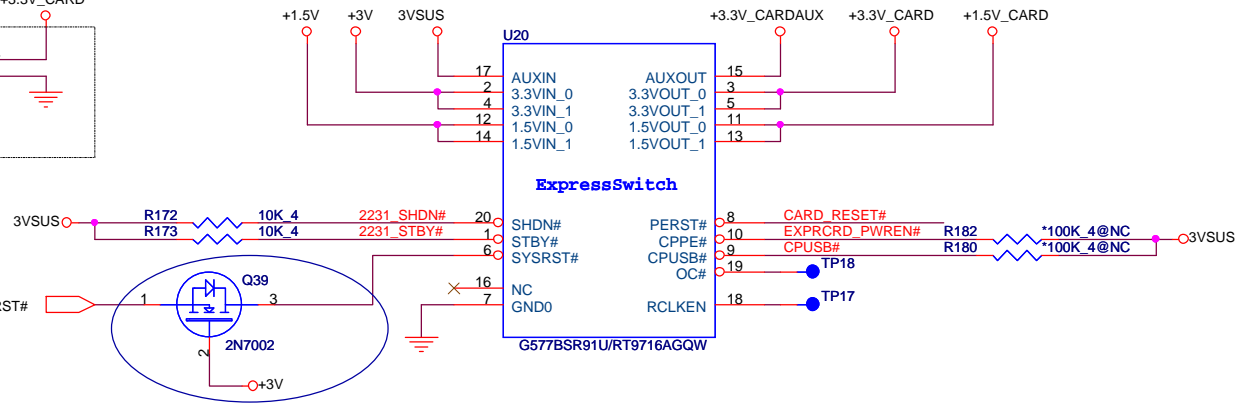 +3.3V_CARD
+1.5V +3V 3VSUS +3.3V_CARDAUX +3.3V_CARD +1.5V_CARD
U20
17 AUXIN AUXOUT 15
2 3.3VIN_0 3.3VOUT_0 3
4 3.3VIN_1 3.3VOUT_1 5
12 1.5VIN_0 1.5VOUT_0 11
14 1.5VIN_1 1.5VOUT_1 13
ExpressSwitch
3VSUS R172 10K_4 2231_SHDN# 20 SHDN# PERST# 8 CARD_RESET#
R173 10K_4 2231_STBY# 1 STBY# CPPE# 10 EXPRCRD_PWREN# R182 *100K_4@NC 3VSUS
6 SYSRST# CPUSB# 9 CPUSB# R180 *100K_4@NC
OC# 19 TP18
Q39
16 NC
RST# 1 3 7 GND0 RCLKEN 18 TP17
2N7002 G577BSR91U/RT9716AGQW
2
+3V